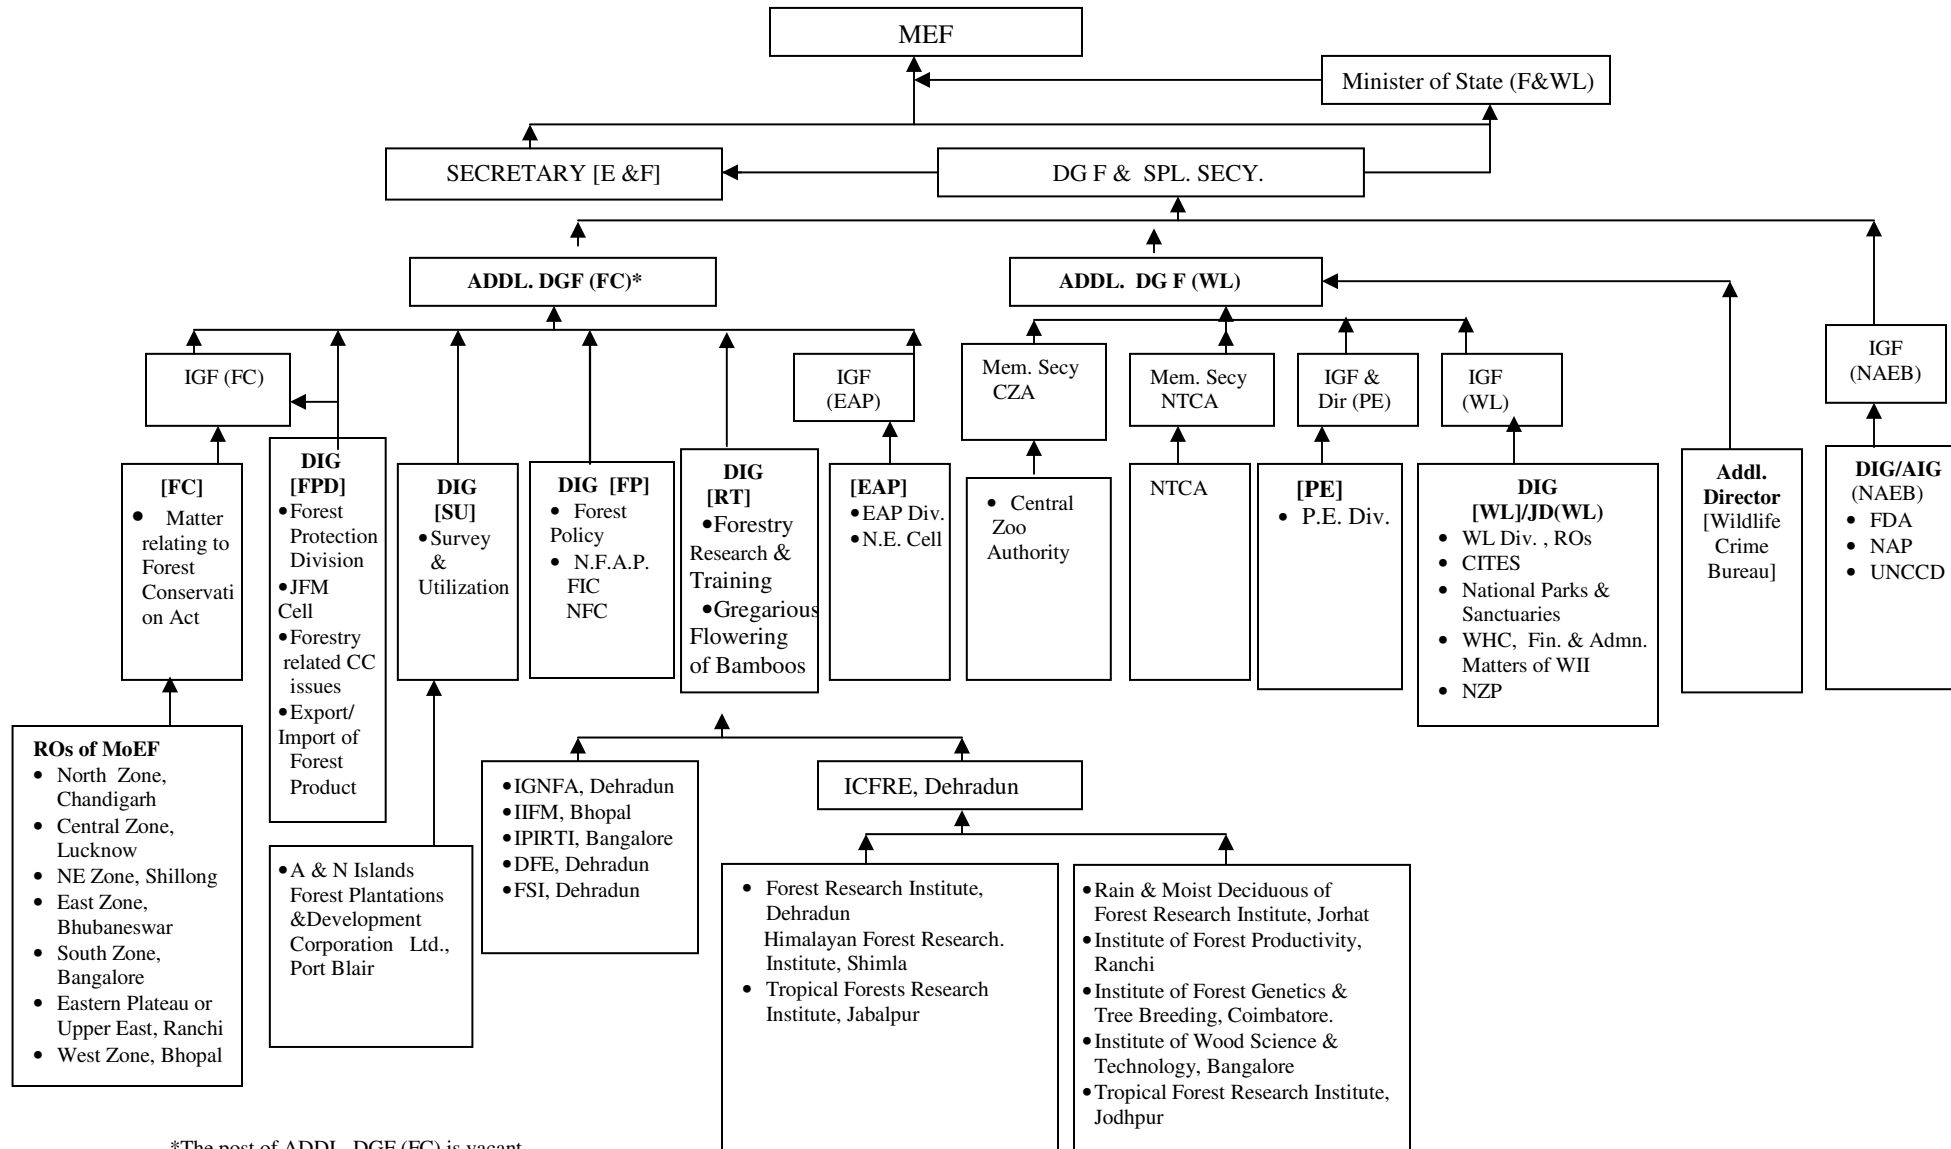 MEF
Minister of State (F&WL)
SECRETARY [E &F]
DG F & SPL. SECY.
ADDL. DGF (FC)*
ADDL. DG F (WL)
IGF (FC)
IGF
(EAP)
Mem. Secy
CZA
Mem. Secy
NTCA
IGF &
Dir (PE)
IGF
(WL)
IGF
(NAEB)
[FC]
• Matter
relating to
Forest
Conservati
on Act
DIG
[FPD]
•Forest
Protection
Division
•JFM
Cell
•Forestry
related CC
issues
•Export/
Import of
Forest
Product
DIG
[SU]
•Survey
&
Utilization
DIG [FP]
• Forest
Policy
• N.F.A.P.
FIC
NFC
DIG
[RT]
•Forestry
Research &
Training
•Gregarious
Flowering
of Bamboos
[EAP]
•EAP Div.
•N.E. Cell
• Central
Zoo
Authority
NTCA
[PE]
• P.E. Div.
DIG
[WL]/JD(WL)
• WL Div. , ROs
• CITES
• National Parks &
Sanctuaries
• WHC, Fin. & Admn.
Matters of WII
• NZP
Addl.
Director
[Wildlife
Crime
Bureau]
DIG/AIG
(NAEB)
• FDA
• NAP
• UNCCD
ROs of MoEF
• North Zone,
Chandigarh
• Central Zone,
Lucknow
• NE Zone, Shillong
• East Zone,
Bhubaneswar
• South Zone,
Bangalore
• Eastern Plateau or
Upper East, Ranchi
• West Zone, Bhopal
•A & N Islands
Forest Plantations
&Development
Corporation Ltd.,
Port Blair
•IGNFA, Dehradun
•IIFM, Bhopal
•IPIRTI, Bangalore
•DFE, Dehradun
•FSI, Dehradun
ICFRE, Dehradun
• Forest Research Institute,
Dehradun
Himalayan Forest Research.
Institute, Shimla
• Tropical Forests Research
Institute, Jabalpur
•Rain & Moist Deciduous of
Forest Research Institute, Jorhat
•Institute of Forest Productivity,
Ranchi
•Institute of Forest Genetics &
Tree Breeding, Coimbatore.
•Institute of Wood Science &
Technology, Bangalore
•Tropical Forest Research Institute,
Jodhpur
*The post of ADDL. DGF (FC) is vacant